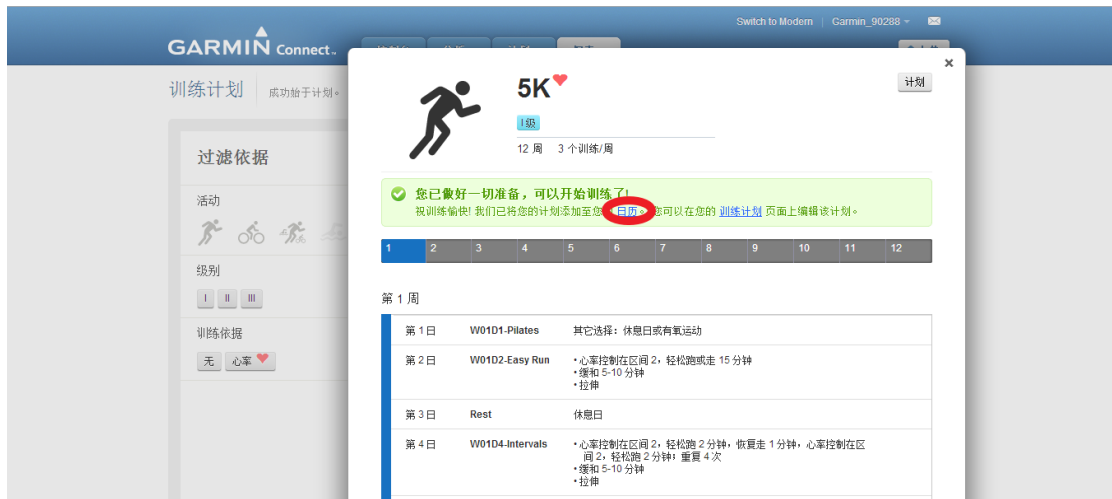 Switch to Modern
Garmin_90288
GARMIN Connect
训练计划
成功始于计划。
过滤依据
活动
级别
I
II
III
训练依据
无
心率
5K
计划
I 级
12 周 3 个训练/周
您已做好一切准备，可以开始训练了!
祝训练愉快! 我们已将您的计划添加至您 日历。您可以在您的 训练计划 页面上编辑该计划。
1 2 3 4 5 6 7 8 9 10 11 12
第 1 周
第 1 日 W01D1-Pilates 其它选择：休息日或有氧运动
第 2 日 W01D2-Easy Run •心率控制在区间 2，轻松跑或走 15 分钟
•缓和 5-10 分钟
•拉伸
第 3 日 Rest 休息日
第 4 日 W01D4-Intervals •心率控制在区间 2，轻松跑 2 分钟，恢复走 1 分钟，心率控制在区
间 2，轻松跑 2 分钟；重复 4 次
•缓和 5-10 分钟
•拉伸